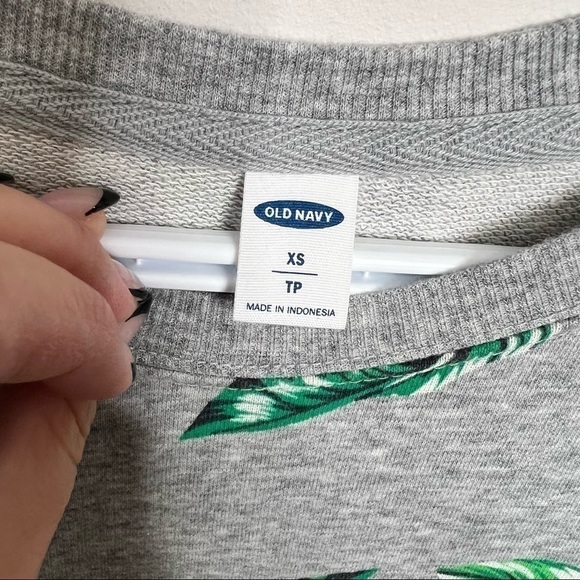 OLD NAVY
XS
TP
MADE IN INDONESIA